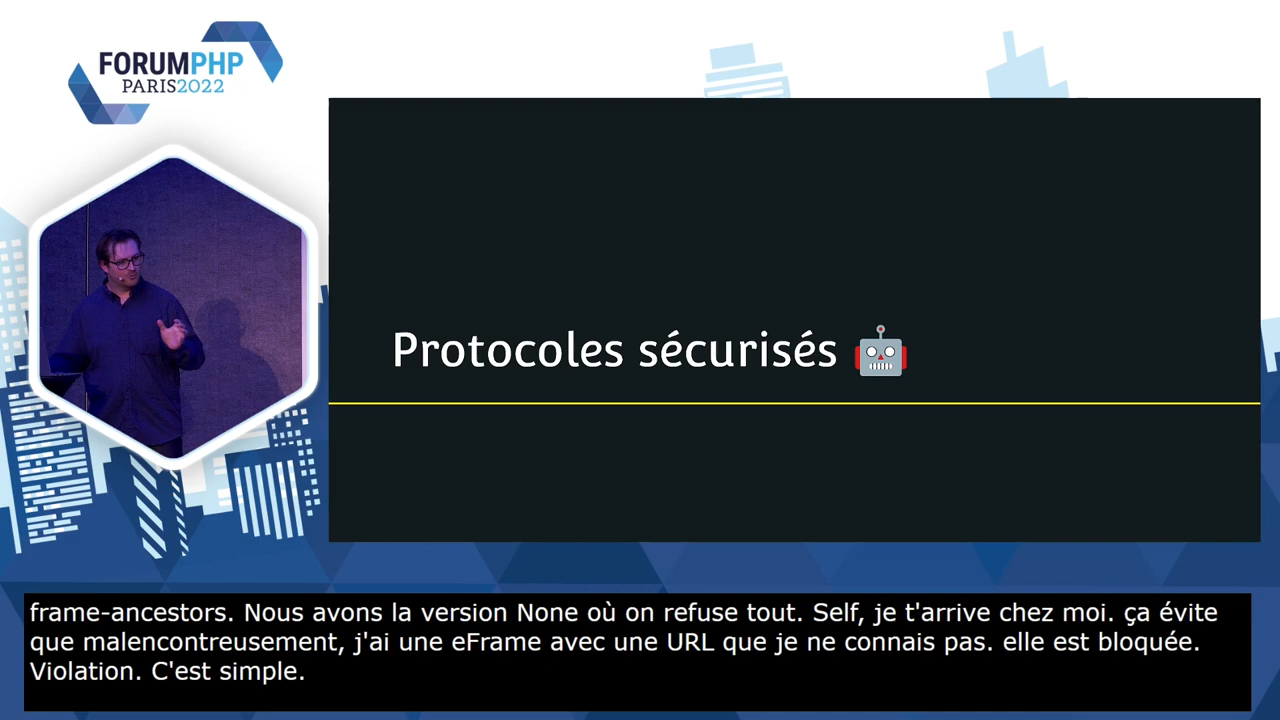 FORUMPHP
PARIS2022
Protocoles sécurisés
frame-ancestors. Nous avons la version None où on refuse tout. Self, je t'arrive chez moi. ça évite
que malencontreusement, j'ai une eFrame avec une URL que je ne connais pas. elle est bloquée.
Violation. C'est simple.